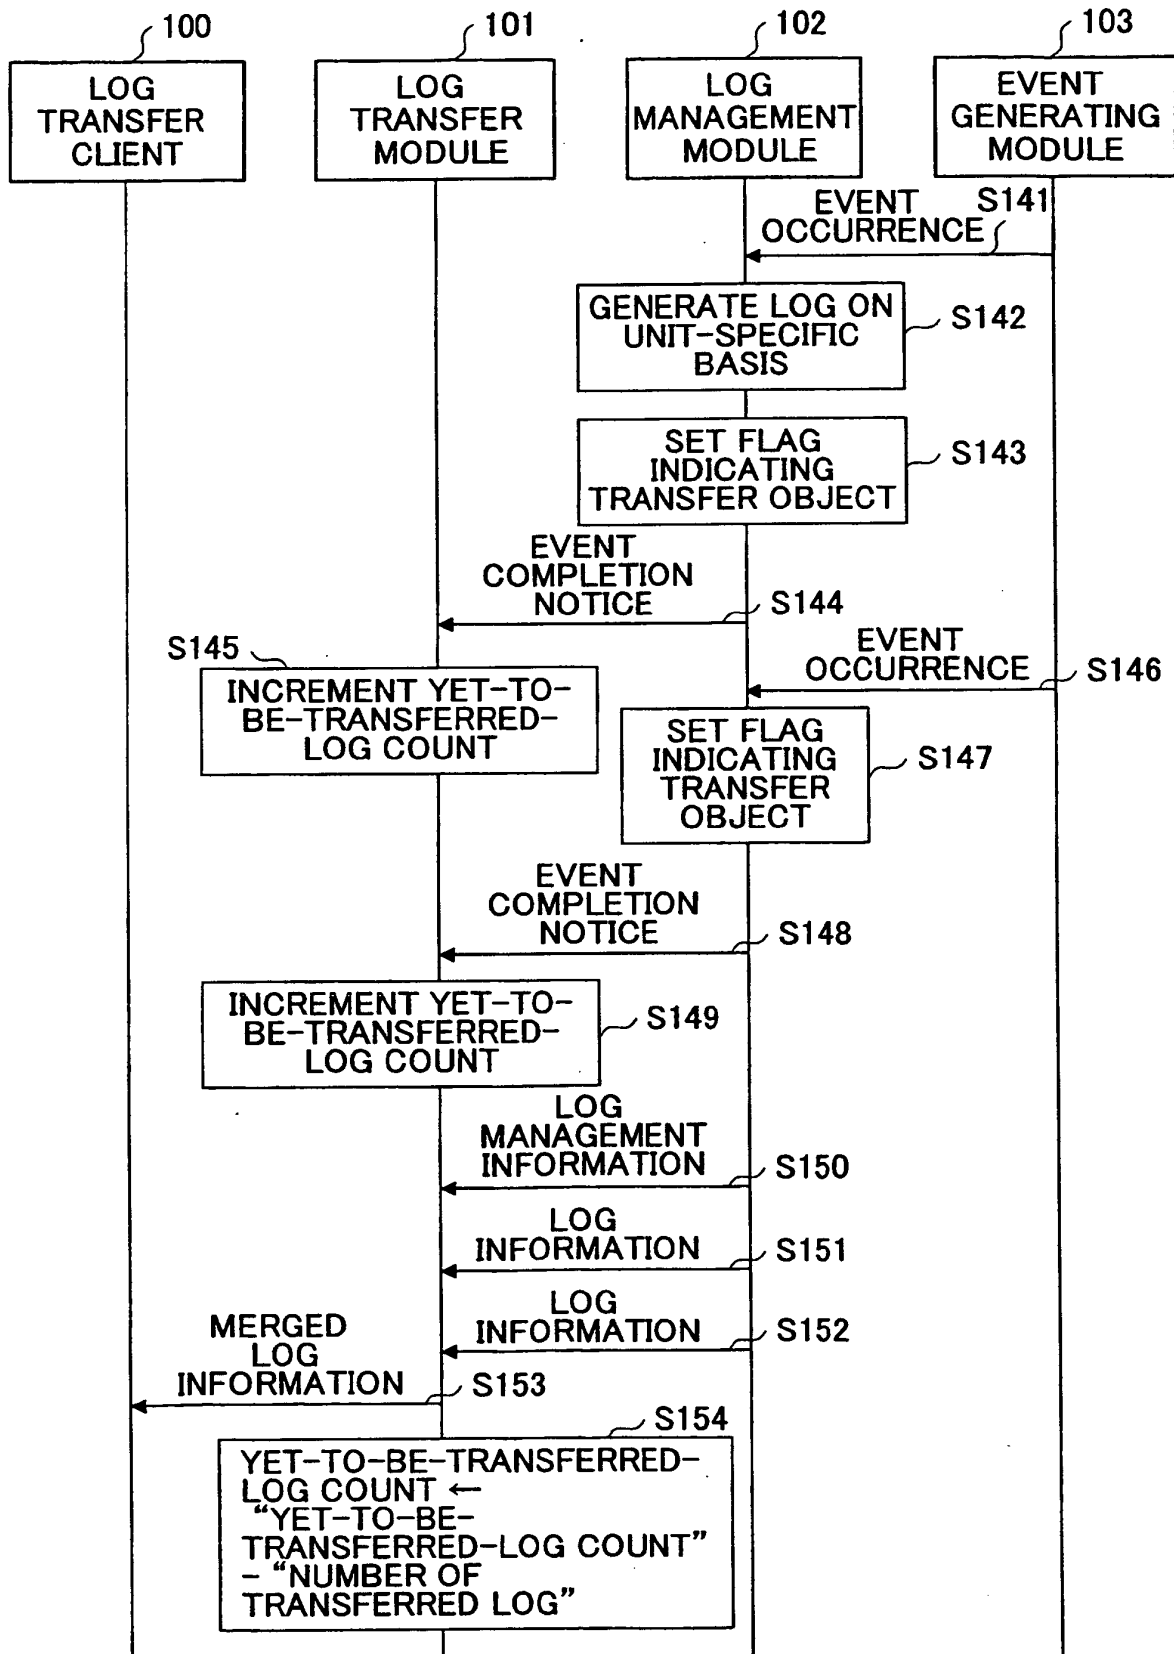 100
101
102
103
LOG
TRANSFER
CLIENT
LOG
TRANSFER
MODULE
LOG
MANAGEMENT
MODULE
EVENT
GENERATING
MODULE
EVENT
OCCURRENCE
S141
GENERATE LOG ON
UNIT-SPECIFIC
BASIS
S142
SET FLAG
INDICATING
TRANSFER OBJECT
S143
EVENT
COMPLETION
NOTICE
S144
S145
INCREMENT YET-TO-
BE-TRANSFERRED-
LOG COUNT
EVENT
OCCURRENCE
S146
SET FLAG
INDICATING
TRANSFER
OBJECT
S147
EVENT
COMPLETION
NOTICE
S148
INCREMENT YET-TO-
BE-TRANSFERRED-
LOG COUNT
S149
LOG
MANAGEMENT
INFORMATION
S150
LOG
INFORMATION
S151
LOG
INFORMATION
S152
MERGED
LOG
INFORMATION
S153
S154
YET-TO-BE-TRANSFERRED-
LOG COUNT ←
“YET-TO-BE-
TRANSFERRED-LOG COUNT”
– “NUMBER OF
TRANSFERRED LOG”